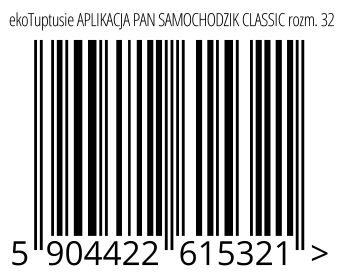 ekoTuptusie APLIKACJA PAN SAMOCHODZIK CLASSIC rozm. 32
5 904422 615321 >